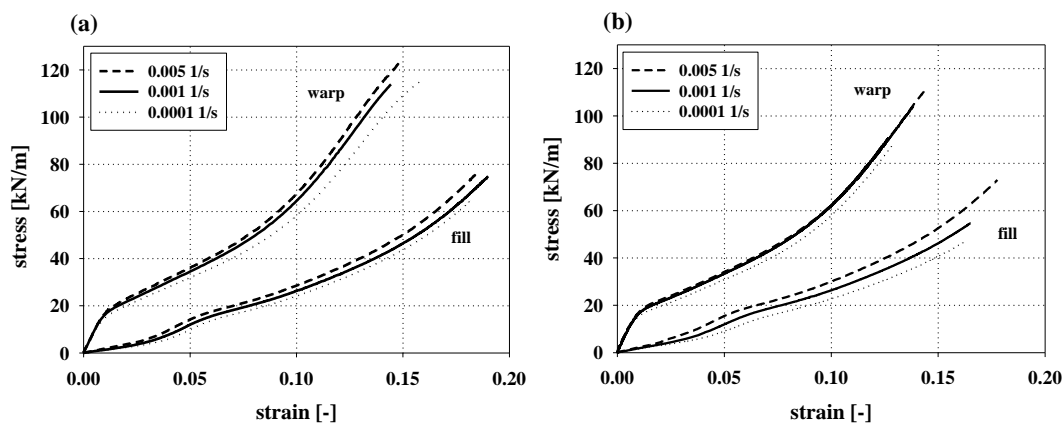 (a)
stress [kN/m]
120
100
80
60
40
20
0
0.005 1/s
0.001 1/s
0.0001 1/s
warp
fill
0.00
0.05
0.10
0.15
0.20
strain [-]
(b)
stress [kN/m]
120
100
80
60
40
20
0
0.005 1/s
0.001 1/s
0.0001 1/s
warp
fill
0.00
0.05
0.10
0.15
0.20
strain [-]